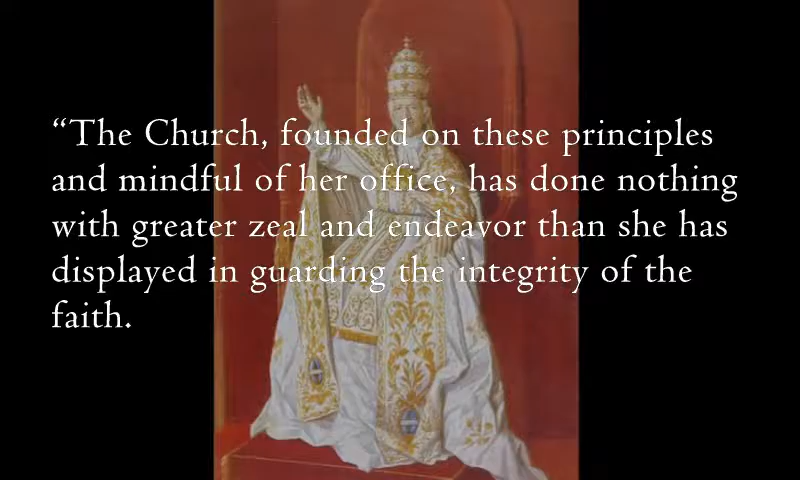 “The Church, founded on these principles
and mindful of her office, has done nothing
with greater zeal and endeavor than she has
displayed in guarding the integrity of the
faith.